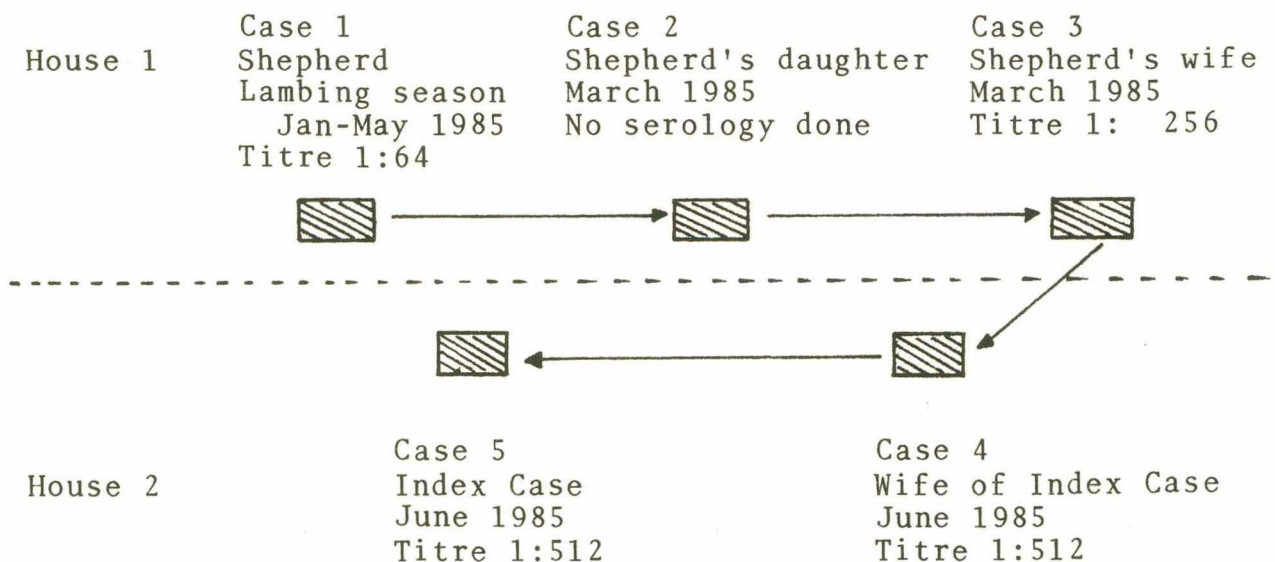 House 1
Case 1
Shepherd
Lambing season
Jan-May 1985
Titre 1:64
Case 2
Shepherd's daughter
March 1985
No serology done
Case 3
Shepherd's wife
March 1985
Titre 1: 256
House 2
Case 5
Index Case
June 1985
Titre 1:512
Case 4
Wife of Index Case
June 1985
Titre 1:512